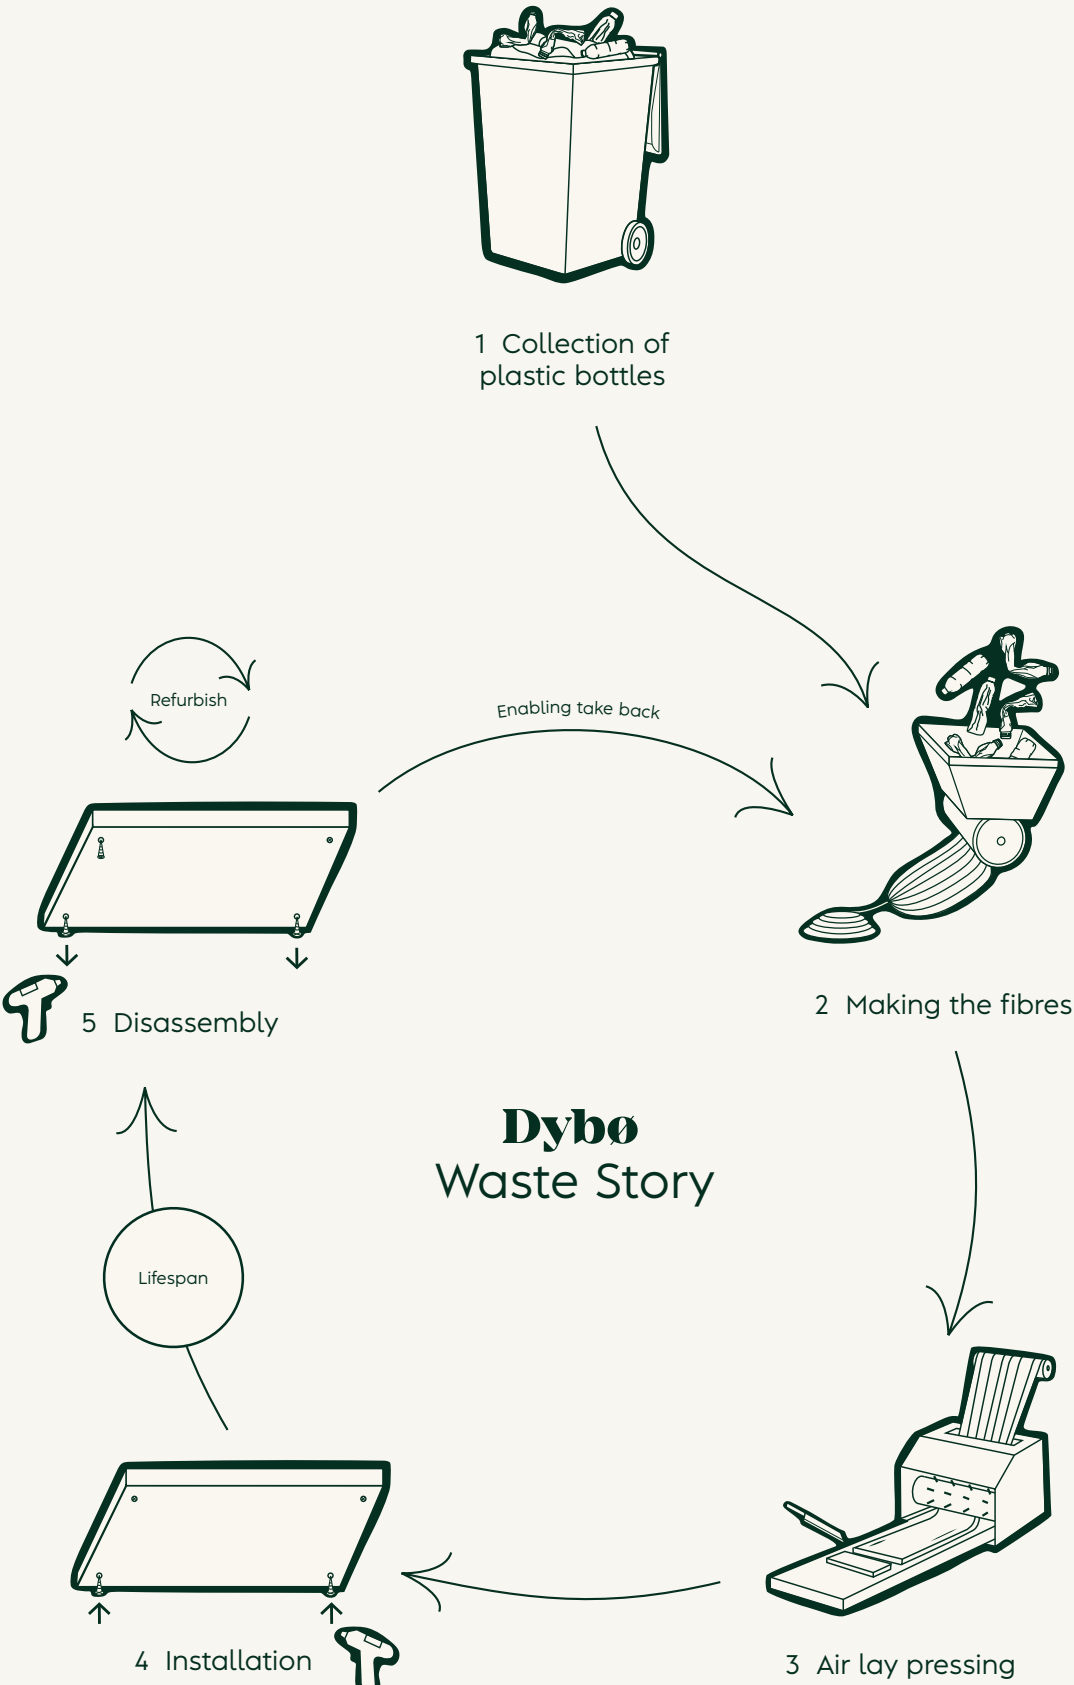 1 Collection of
plastic bottles
Refurbish
Enabling take back
2 Making the fibres
5 Disassembly
Dybø
Waste Story
Lifespan
4 Installation
3 Air lay pressing